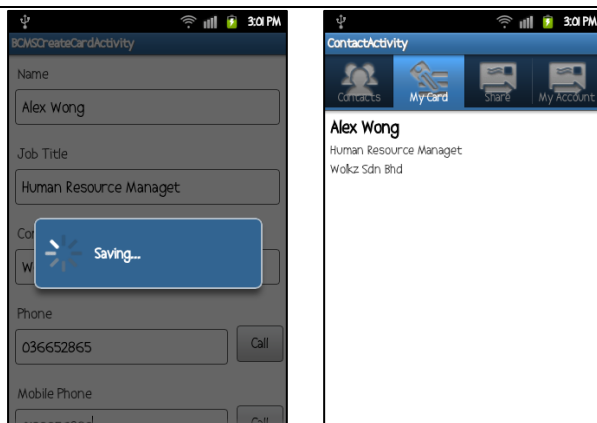 3:01 PM
BCMSCreateCardActivity
Name
Alex Wong
Job Title
Human Resource Managet
Co
W
Saving...
Phone
036652865
Call
Mobile Phone
Call
3:01 PM
ContactActivity
Contacts
My Card
Share
My Account
Alex Wong
Human Resource Managet
Wolkz Sdn Bhd